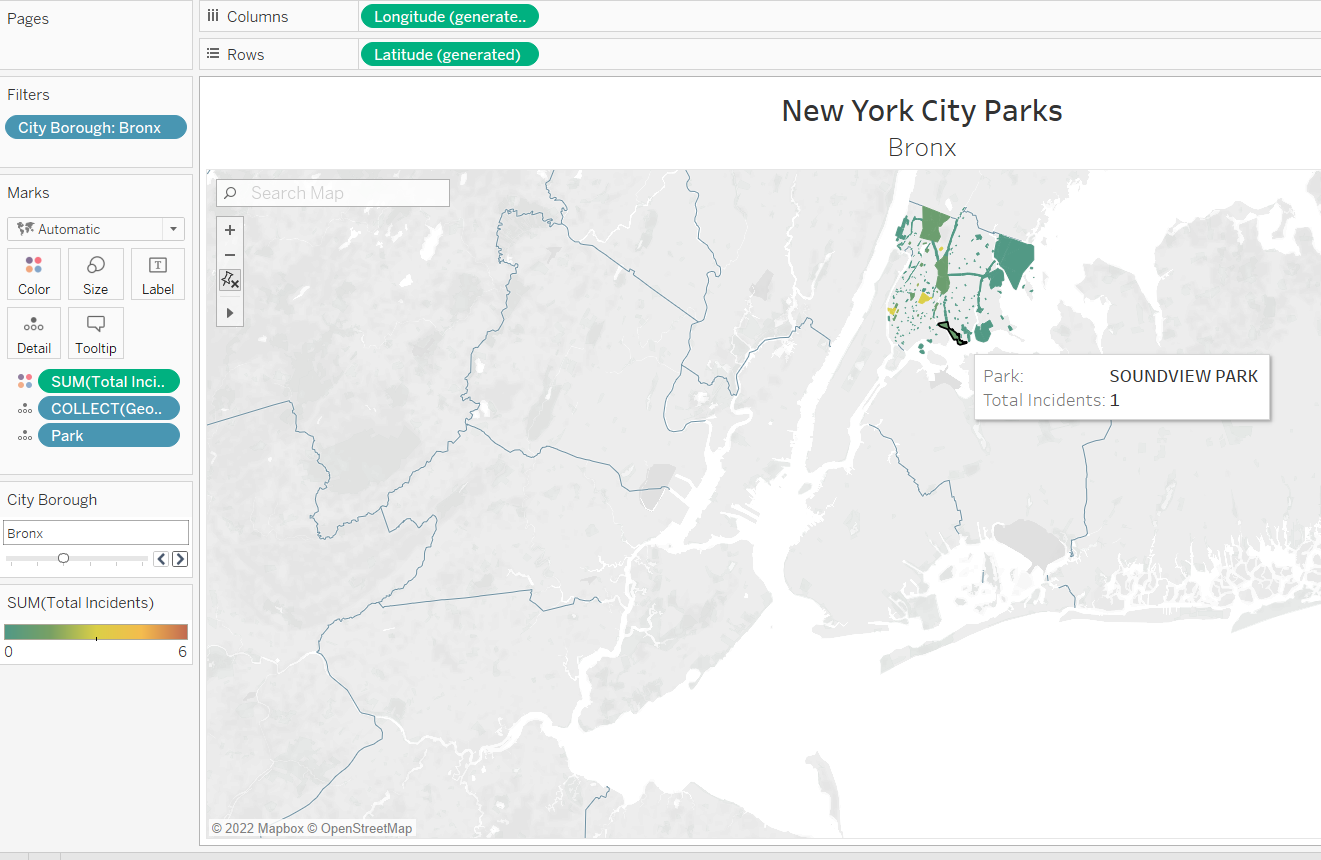 Pages
Columns
Longitude (generate..
Rows
Latitude (generated)
Filters
City Borough: Bronx
Marks
Automatic
Color
Size
T
Label
Detail
Tooltip
SUM(Total Inci..
COLLECT(Geo..
Park
City Borough
Bronx
SUM(Total Incidents)
0 6
New York City Parks
Bronx
Search Map
Park: SOUNDVIEW PARK
Total Incidents: 1
© 2022 Mapbox © OpenStreetMap